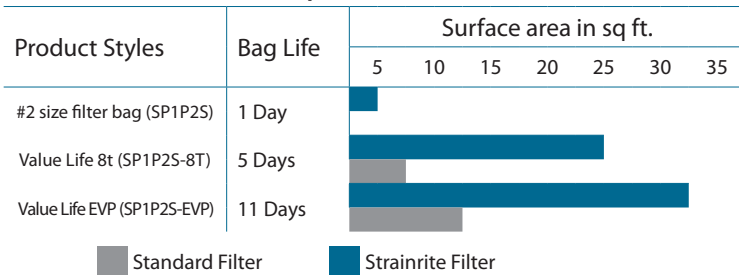 Product Styles Bag Life Surface area in sq ft.
5 10 15 20 25 30 35
#2 size filter bag (SP1P2S) 1 Day
Value Life 8t (SP1P2S-8T) 5 Days
Value Life EVP (SP1P2S-EVP) 11 Days
Standard Filter Strainrite Filter